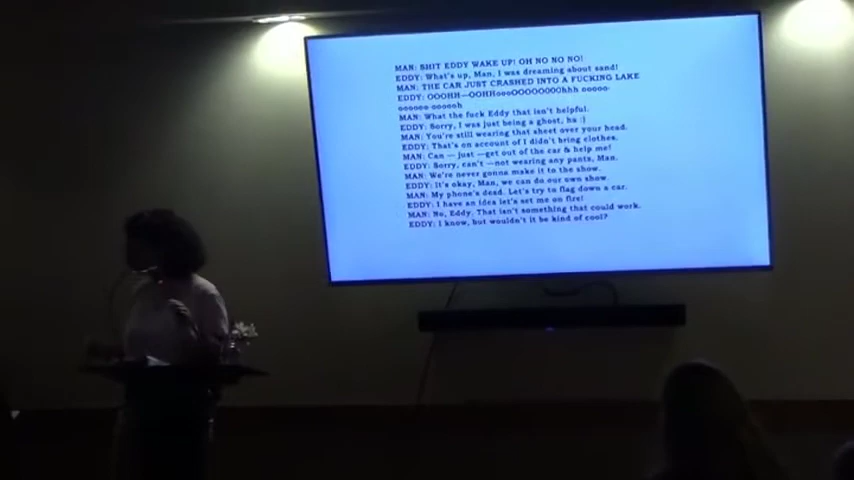 MAN: SHIT EDDY WAKE UP! OH NO NO NO!
EDDY: What's up, Man, I was dreaming about sand!
MAN: THE CAR JUST CRASHED INTO A FUCKING LAKE
EDDY: OOOHH—OOHHoooOOOOOOOOhhh ooooo-
oooooo ooooooh
MAN: What the fuck Eddy that isn't helpful.
EDDY: Sorry, I was just being a ghost, ha :)
MAN: You're still wearing that sheet over your head.
EDDY: That's on account of I didn't bring clothes.
MAN: Can — just —get out of the car & help me!
EDDY: Sorry, can't —not wearing any pants, Man.
MAN: We're never gonna make it to the show.
EDDY: It's okay, Man, we can do our own show.
MAN: My phone's dead. Let's try to flag down a car.
EDDY: I have an idea let's set me on fire!
MAN: No, Eddy. That isn't something that could work.
EDDY: I know, but wouldn't it be kind of cool?